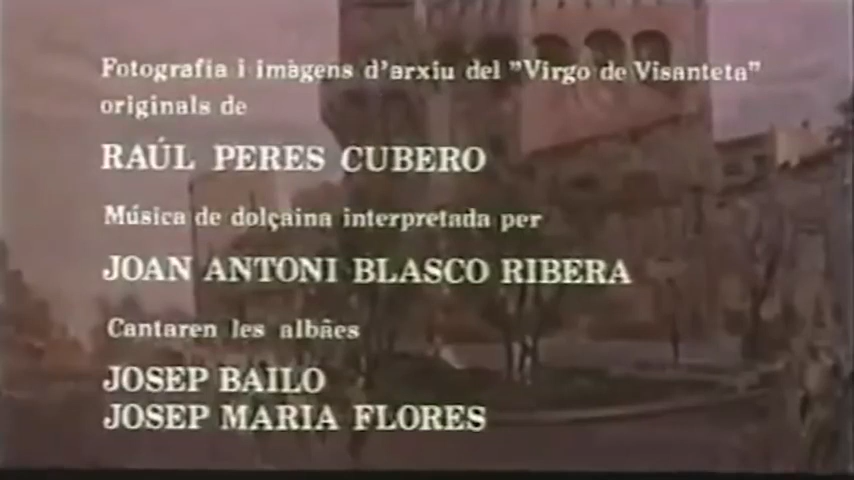 Fotografia i imàgens d'arxiu del "Virgo de Visanteta"
originals de
RAÚL PERES CUBERO
Música de dolçaina interpretada per
JOAN ANTONI BLASCO RIBERA
Cantaren les albães
JOSEP BAILO
JOSEP MARIA FLORES